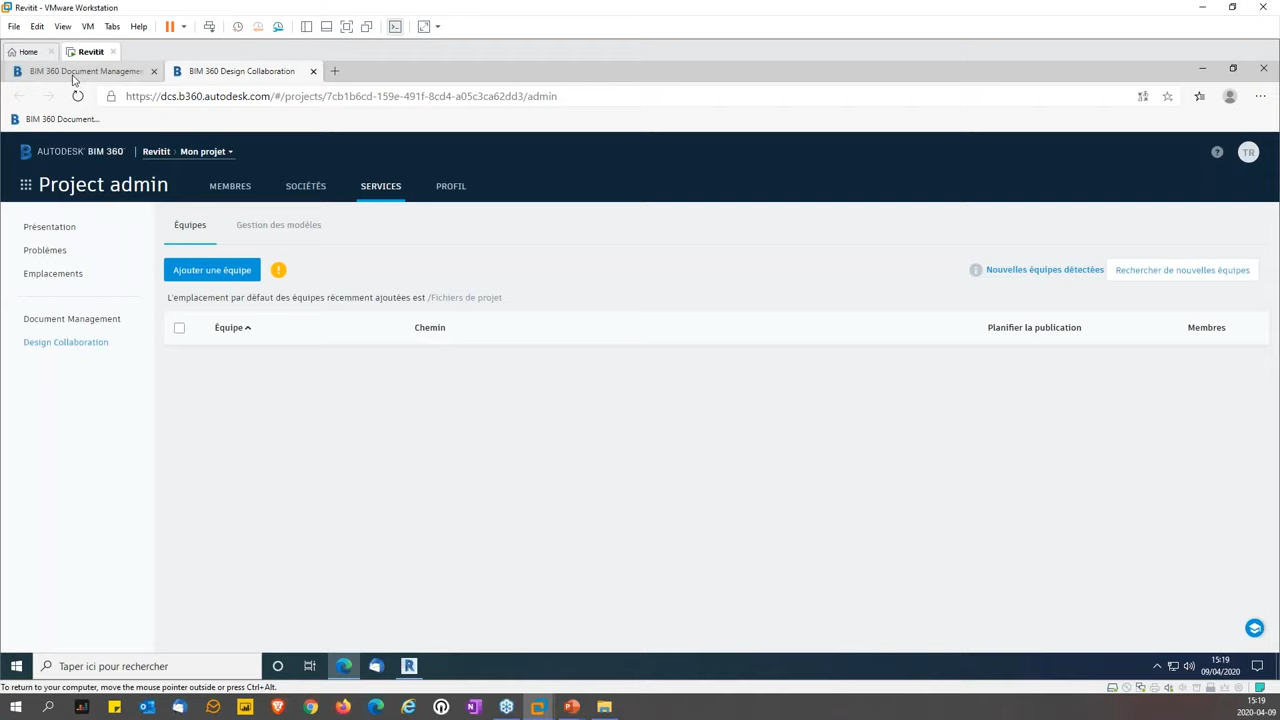 Revitit - VMware Workstation
File Edit View VM Tabs Help
Home Revitit
BIM 360 Document Managemen BIM 360 Design Collaboration
https://dcs.b360.autodesk.com/#/projects/7cb1b6cd-159e-491f-8cd4-a05c3ca62dd3/admin
BIM 360 Document...
AUTODESK® BIM 360° Revitit > Mon projet TR
Project admin MEMBRES SOCIÉTÉS SERVICES PROFIL
Présentation
Problèmes
Emplacements
Document Management
Design Collaboration
Équipes Gestion des modèles
Ajouter une équipe Nouvelles équipes détectées Rechercher de nouvelles équipes
L'emplacement par défaut des équipes récemment ajoutées est /Fichiers de projet
Équipe Chemin Planifier la publication Membres
Taper ici pour rechercher
15:19
09/04/2020
To return to your computer, move the mouse pointer outside or press Ctrl+Alt.
15:19
2020-04-09